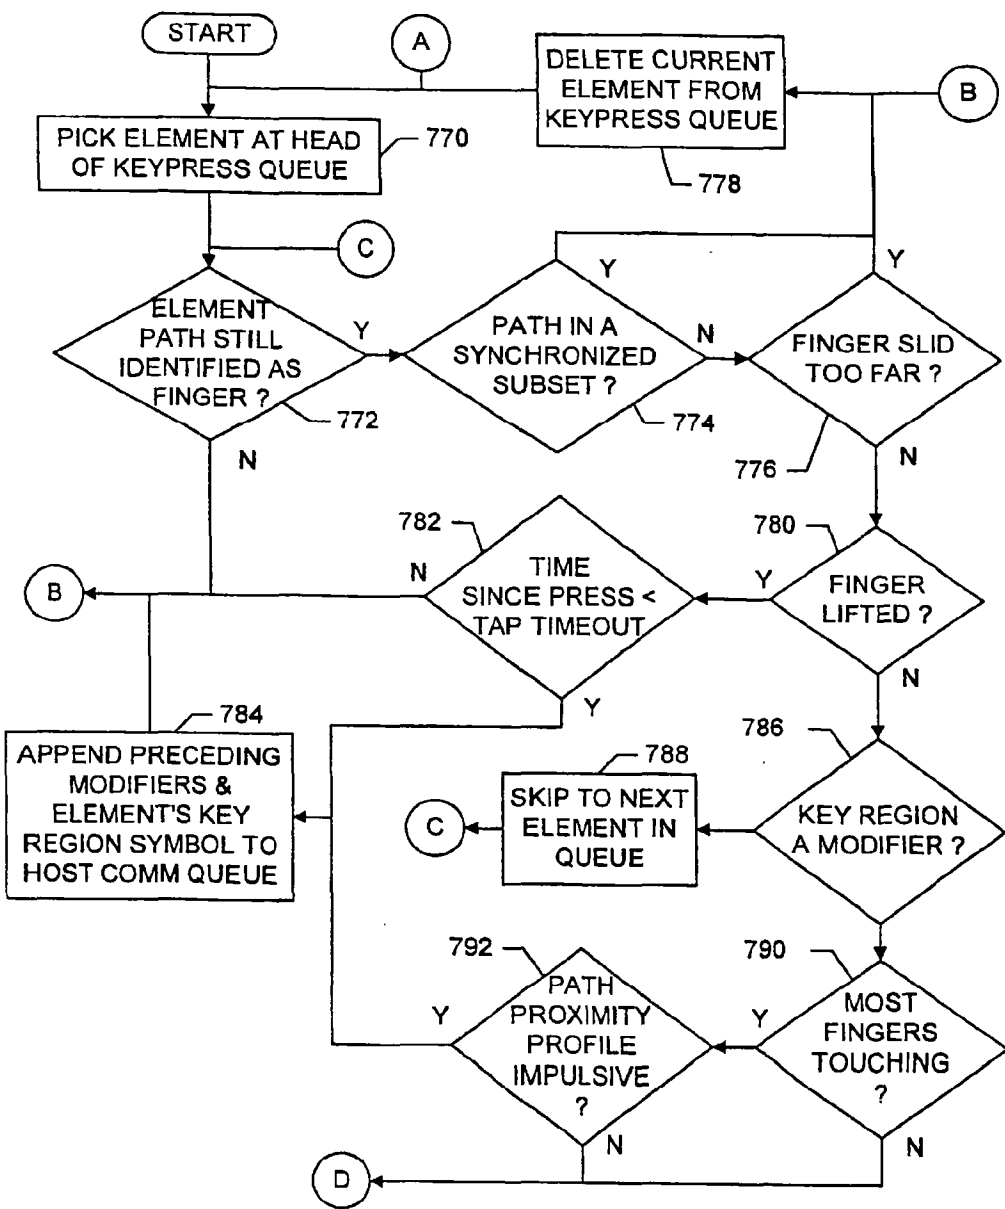 START
A
DELETE CURRENT
ELEMENT FROM
KEYPRESS QUEUE
B
PICK ELEMENT AT HEAD
OF KEYPRESS QUEUE
770
778
C
ELEMENT
PATH STILL
IDENTIFIED AS
FINGER ?
Y
772
N
PATH IN A
SYNCHRONIZED
SUBSET ?
Y
N
774
FINGER SLID
TOO FAR ?
Y
776
N
782
TIME
SINCE PRESS <
TAP TIMEOUT
N
Y
780
FINGER
LIFTED ?
Y
N
B
784
APPEND PRECEDING
MODIFIERS &
ELEMENT'S KEY
REGION SYMBOL TO
HOST COMM QUEUE
C
788
SKIP TO NEXT
ELEMENT IN
QUEUE
786
KEY REGION
A MODIFIER ?
792
PATH
PROXIMITY
PROFILE
IMPULSIVE
?
Y
N
790
MOST
FINGERS
TOUCHING
?
Y
N
D